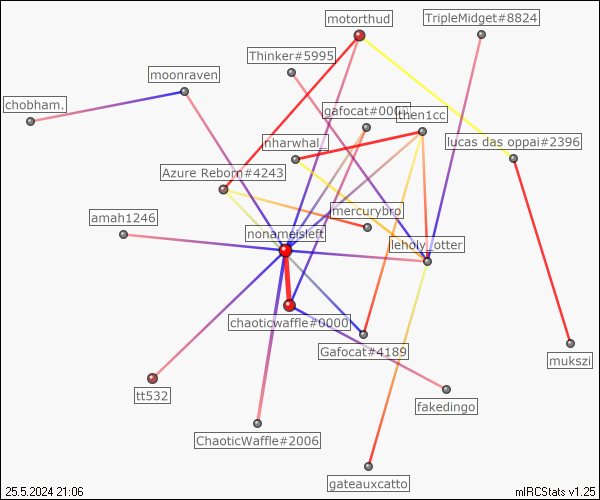 motorthud
TripleMidget#8824
Thinker#5995
moonraven
chobham.
gafocat#0000
then1cc
nharwhal_
lucas das oppai#2396
Azure Reborn#4243
amah1246
mercurybro
nonameisleft
leholy_otter
chaoticwaffle#0000
Gafocat#4189
mukszi
tt532
fakedingo
ChaoticWaffle#2006
gateauxcatto
25.5.2024 21:06
mIRCStats v1.25